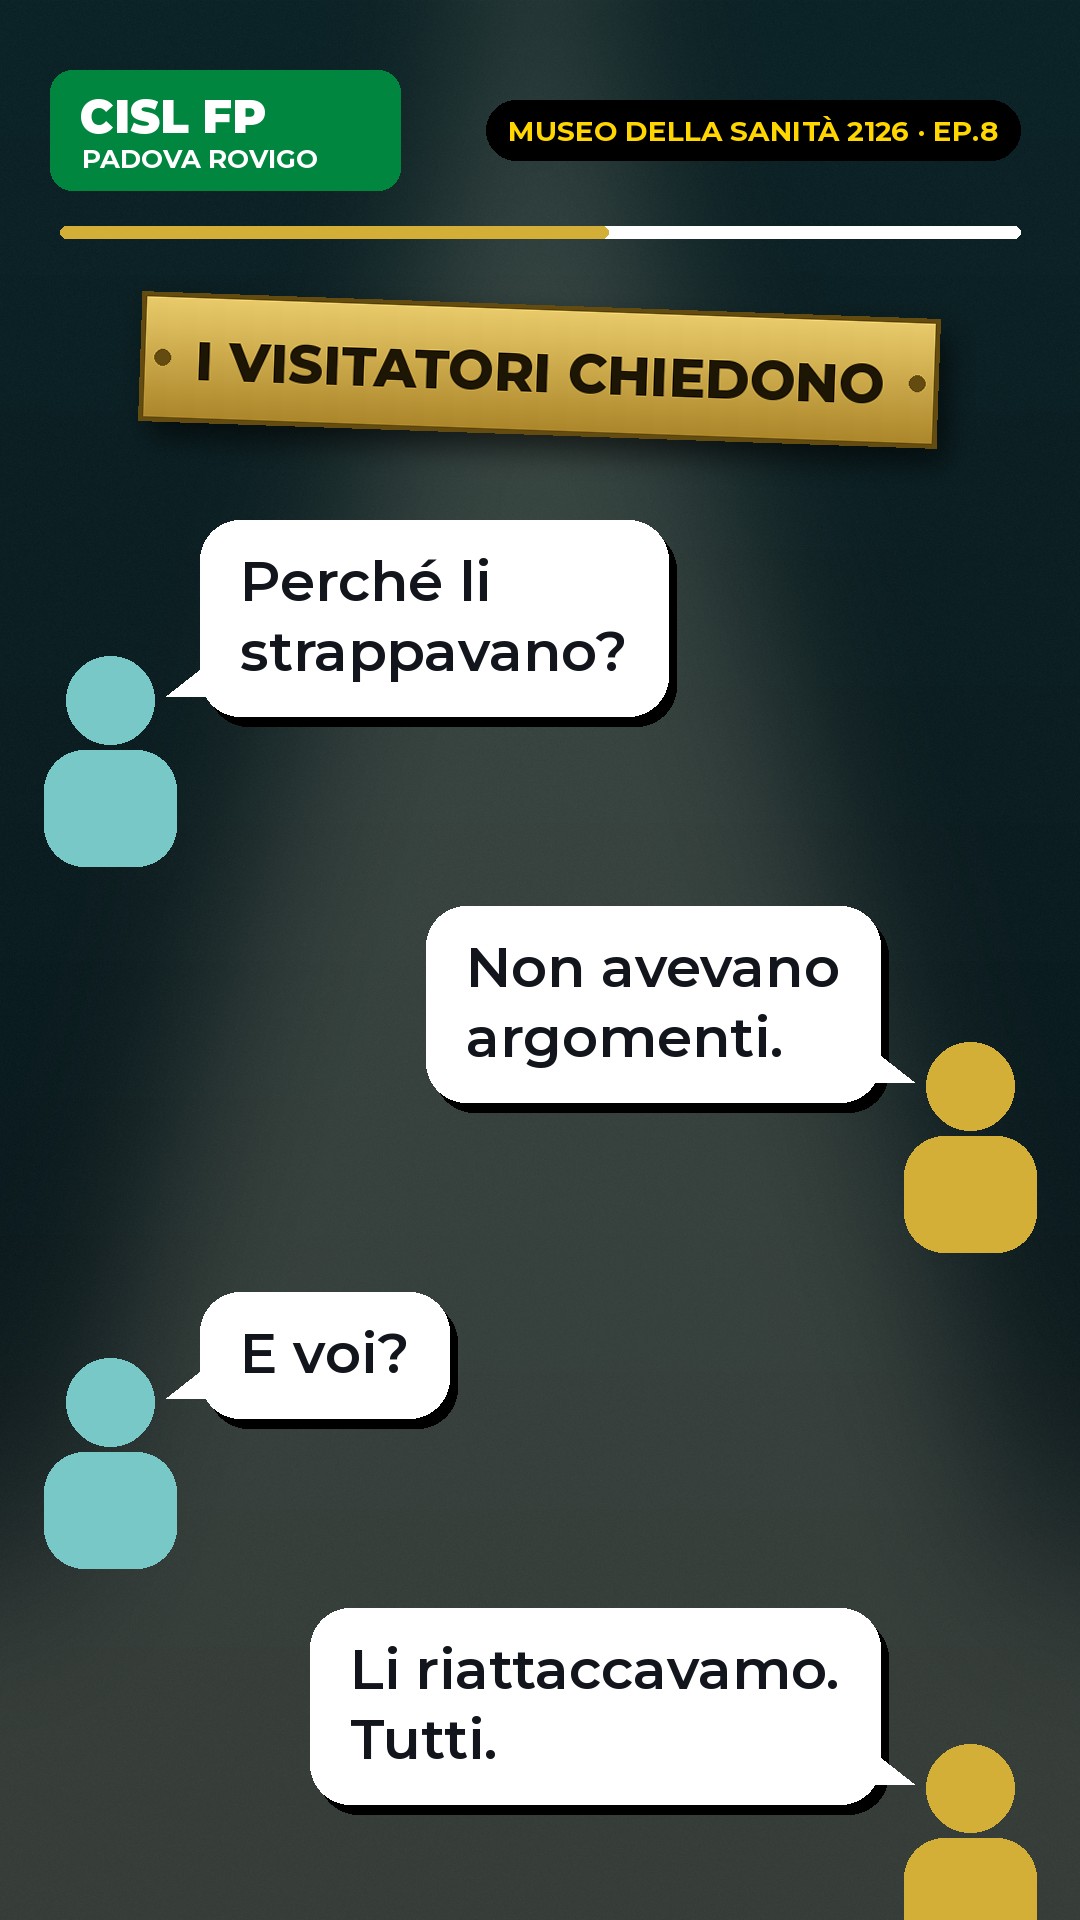 CISL FP
PADOVA ROVIGO
MUSEO DELLA SANITÀ 2126 · EP.8
I VISITATORI CHIEDONO
Perché li
strappavano?
Non avevano
argomenti.
E voi?
Li riattaccavamo.
Tutti.